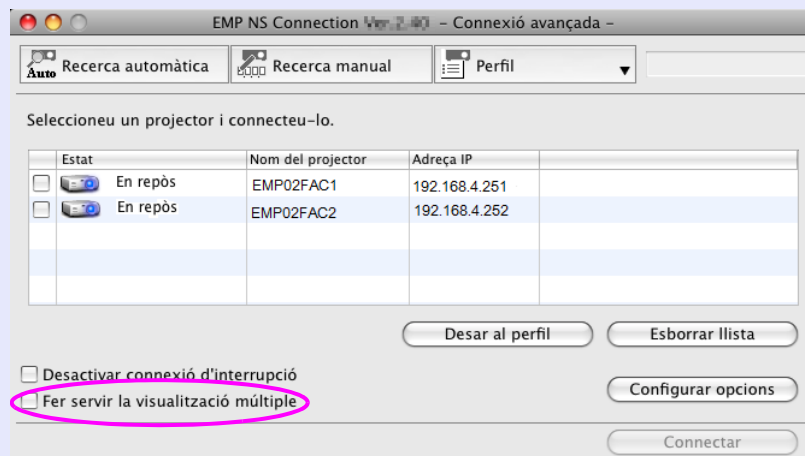 EMP NS Connection – Connexió avançada –
Auto Recerca automàtica Recerca manual Perfil
Seleccioneu un projector i connecteu-lo.
Estat Nom del projector Adreça IP
En repòs EMP02FAC1 192.168.4.251
En repòs EMP02FAC2 192.168.4.252
Desar al perfil Esborrar llista
Desactivar connexió d'interrupció
Fer servir la visualització múltiple
Configurar opcions
Connectar